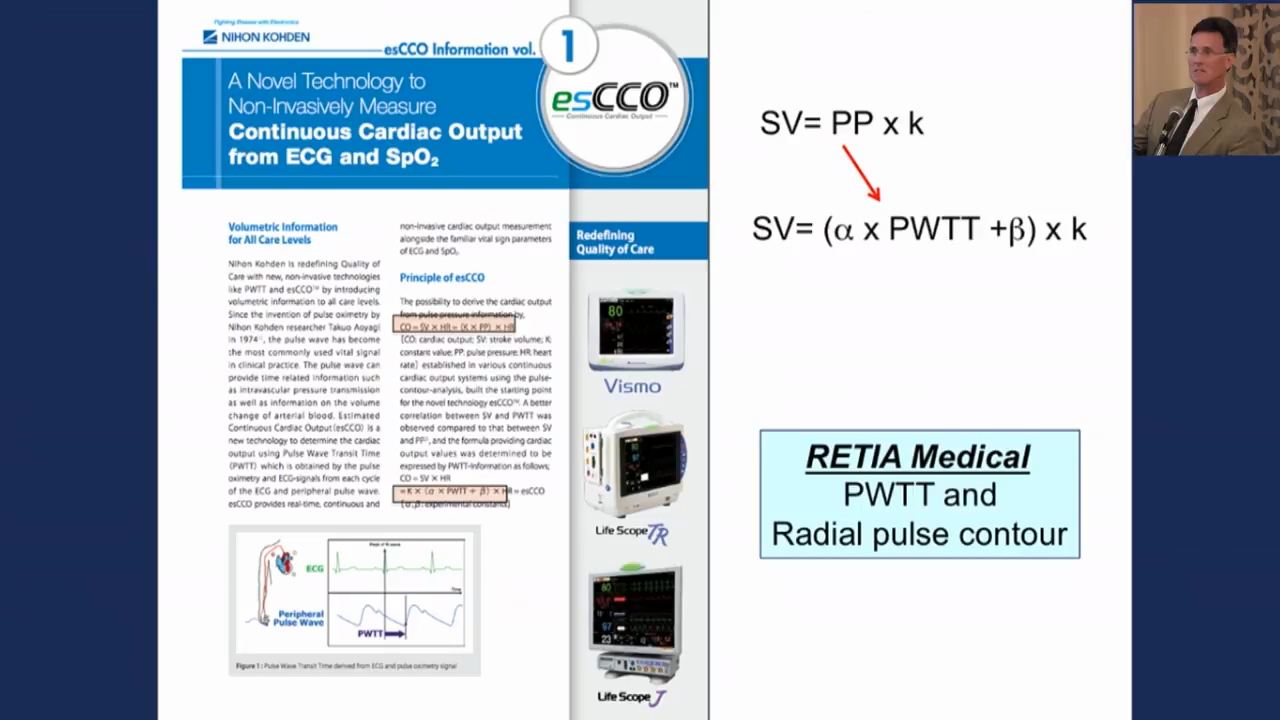 Fighting Disease with Electronics
NIHON KOHDEN
esCCO Information vol. 1
A Novel Technology to
Non-Invasively Measure
Continuous Cardiac Output
from ECG and SpO₂
esCCO™
Continuous Cardiac Output
Volumetric Information
for All Care Levels
Nihon Kohden is redefining Quality of
Care with new, non-invasive technologies
like PWTT and esCCO™ by introducing
volumetric information to all care levels.
Since the invention of pulse oximetry by
Nihon Kohden researcher Takuo Aoyagi
in 1974¹⁾, the pulse wave has become
the most commonly used vital signal
in clinical practice. The pulse wave can
provide time related information such
as intravascular pressure transmission
as well as information on the volume
change of arterial blood. Estimated
Continuous Cardiac Output (esCCO) is a
new technology to determine the cardiac
output using Pulse Wave Transit Time
(PWTT) which is obtained by the pulse
oximetry and ECG-signals from each cycle
of the ECG and peripheral pulse wave.
esCCO provides real-time, continuous and
non-invasive cardiac output measurement
alongside the familiar vital sign parameters
of ECG and SpO₂.
Principle of esCCO
The possibility to derive the cardiac output
from pulse pressure information by,
CO = SV × HR = (K × PP) × HR
[CO: cardiac output; SV: stroke volume; K:
constant value; PP: pulse pressure; HR: heart
rate] established in various continuous
cardiac output systems using the pulse-
contour-analysis, built the starting point
for the novel technology esCCO™. A better
correlation between SV and PWTT was
observed compared to that between SV
and PP²⁾, and the formula providing cardiac
output values was determined to be
expressed by PWTT-Information as follows;
CO = SV × HR
= K × (α × PWTT + β) × HR = esCCO
[α, β: experimental constand]
ECG
Peripheral
Pulse Wave
Time
PWTT
Figure 1 : Pulse Wave Transit Time derived from ECG and pulse oximetry signal
Redefining
Quality of Care
80
Vismo
80
97
Life Scope TR
80
97
23
Life Scope J
SV= PP x k
SV= (α x PWTT +β) x k
RETIA Medical
PWTT and
Radial pulse contour